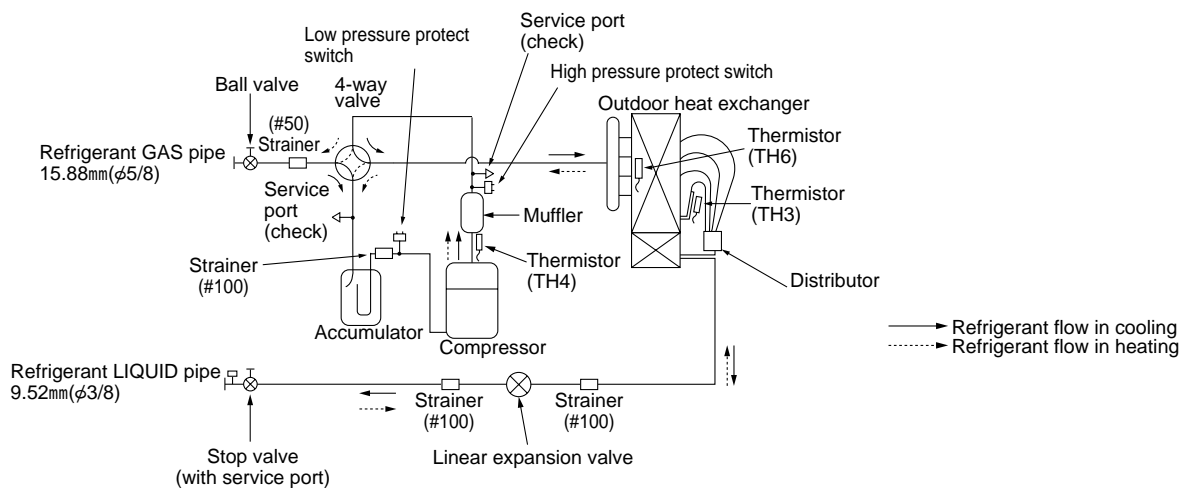 Service port
(check)
Low pressure protect
switch
High pressure protect switch
Ball valve
4-way
valve
Outdoor heat exchanger
(#50)
Strainer
Thermistor
(TH6)
Refrigerant GAS pipe
15.88mm(ϕ5/8)
Service
port
(check)
Thermistor
(TH3)
Muffler
Strainer
(#100)
Thermistor
(TH4)
Distributor
Accumulator
Compressor
Refrigerant flow in cooling
Refrigerant flow in heating
Refrigerant LIQUID pipe
9.52mm(ϕ3/8)
Strainer
(#100)
Strainer
(#100)
Stop valve
(with service port)
Linear expansion valve